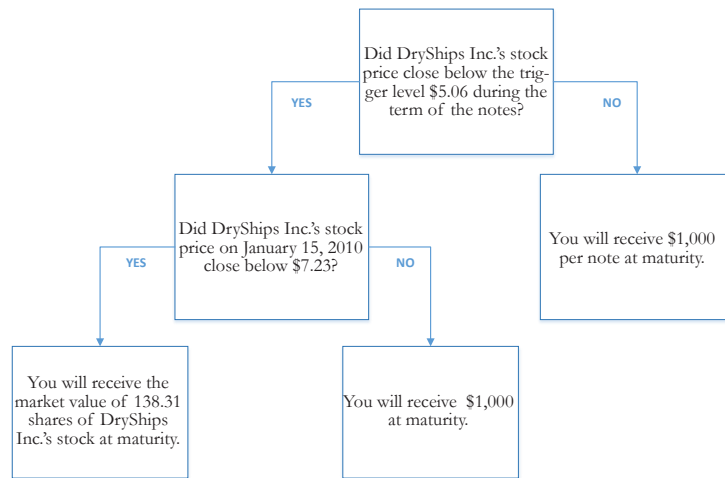 Did DryShips Inc.'s stock
price close below the trig-
ger level $5.06 during the
term of the notes?
YES
NO
Did DryShips Inc.'s stock
price on January 15, 2010
close below $7.23?
You will receive $1,000
per note at maturity.
YES
NO
You will receive the
market value of 138.31
shares of DryShips
Inc.'s stock at maturity.
You will receive $1,000
at maturity.